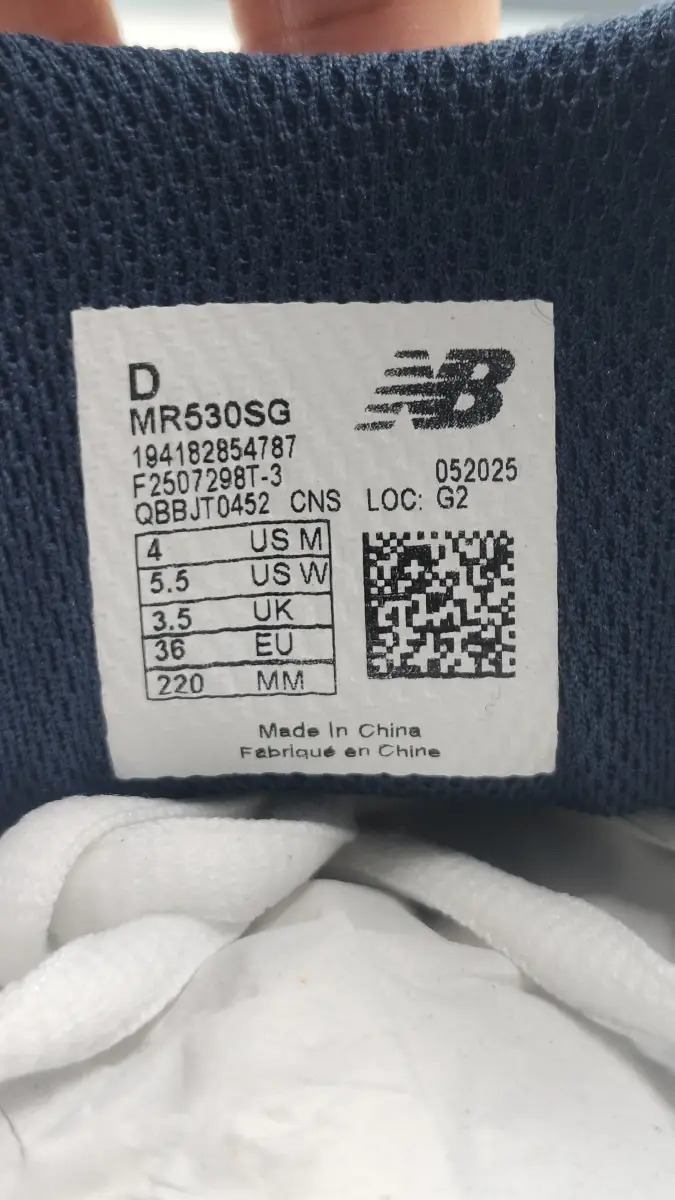 D
NB
MR530SG
194182854787
F2507298T-3 052025
QBBJT0452 CNS LOC: G2
4 US M
5.5 US W
3.5 UK
36 EU
220 MM
Made In China
Fabriqué en Chine